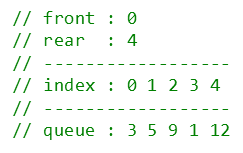 // front : 0
// rear  : 4
// ------------------
// index : 0 1 2 3 4
// ------------------
// queue : 3 5 9 1 12